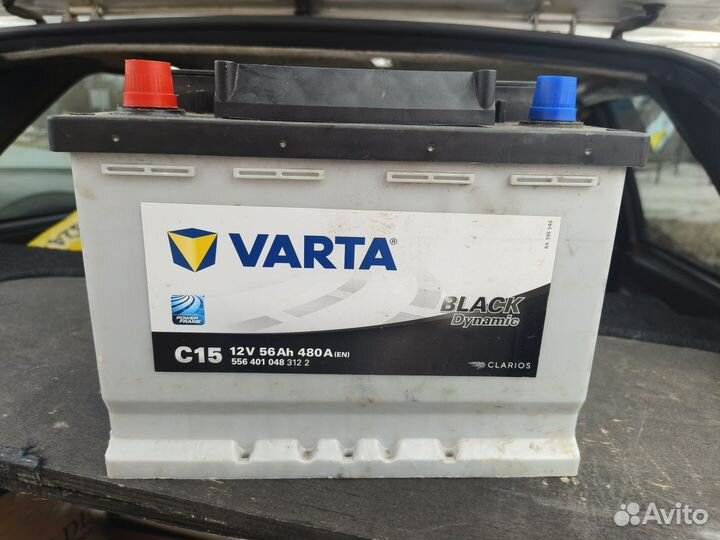 VARTA®
BLACK
Dynamic
POWER
FRAME
C15 12V 56Ah 480A (EN)
556 401 048 312 2
CLARIOS
Avito